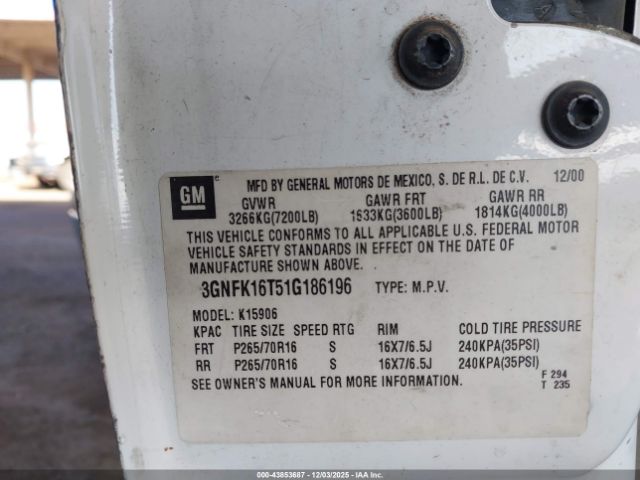 GM
MFD BY GENERAL MOTORS DE MEXICO, S. DE R.L. DE C.V. 12/00
GVWR GAWR FRT GAWR RR
3266KG(7200LB) 1633KG(3600LB) 1814KG(4000LB)
THIS VEHICLE CONFORMS TO ALL APPLICABLE U.S. FEDERAL MOTOR
VEHICLE SAFETY STANDARDS IN EFFECT ON THE DATE OF
MANUFACTURE SHOWN ABOVE.
3GNFK16T51G186196 TYPE: M.P.V.
MODEL: K15906
KPAC TIRE SIZE SPEED RTG RIM COLD TIRE PRESSURE
FRT P265/70R16 S 16X7/6.5J 240KPA(35PSI)
RR P265/70R16 S 16X7/6.5J 240KPA(35PSI)
SEE OWNER'S MANUAL FOR MORE INFORMATION.
F 294
T 235
000-43853687 - 12/03/2025 - IAAI.COM